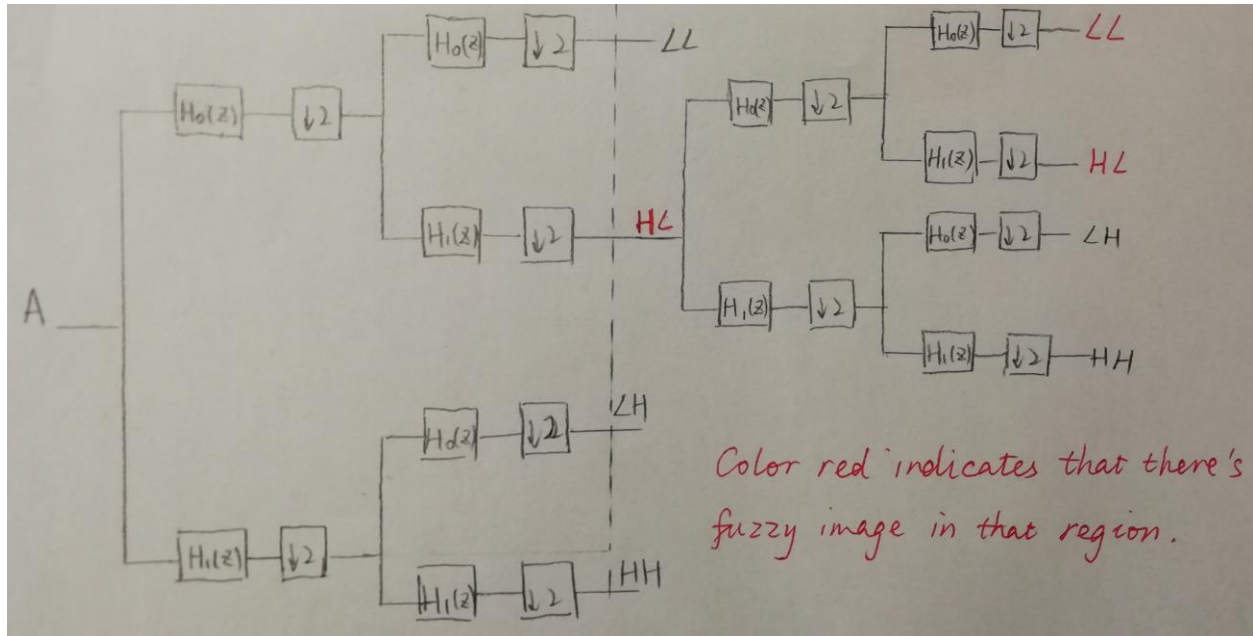 H₀(z) ↓2 LL
H₀(z) ↓2 LL
H₀(z) ↓2
H₀(z) ↓2
H₁(z) ↓2 HL
H₁(z) ↓2 HL
H₀(z) ↓2 LH
A
H₁(z) ↓2
H₁(z) ↓2 HH
H₀(z) ↓2 LH
Color red indicates that there's
fuzzy image in that region.
H₁(z) ↓2
H₁(z) ↓2 HH